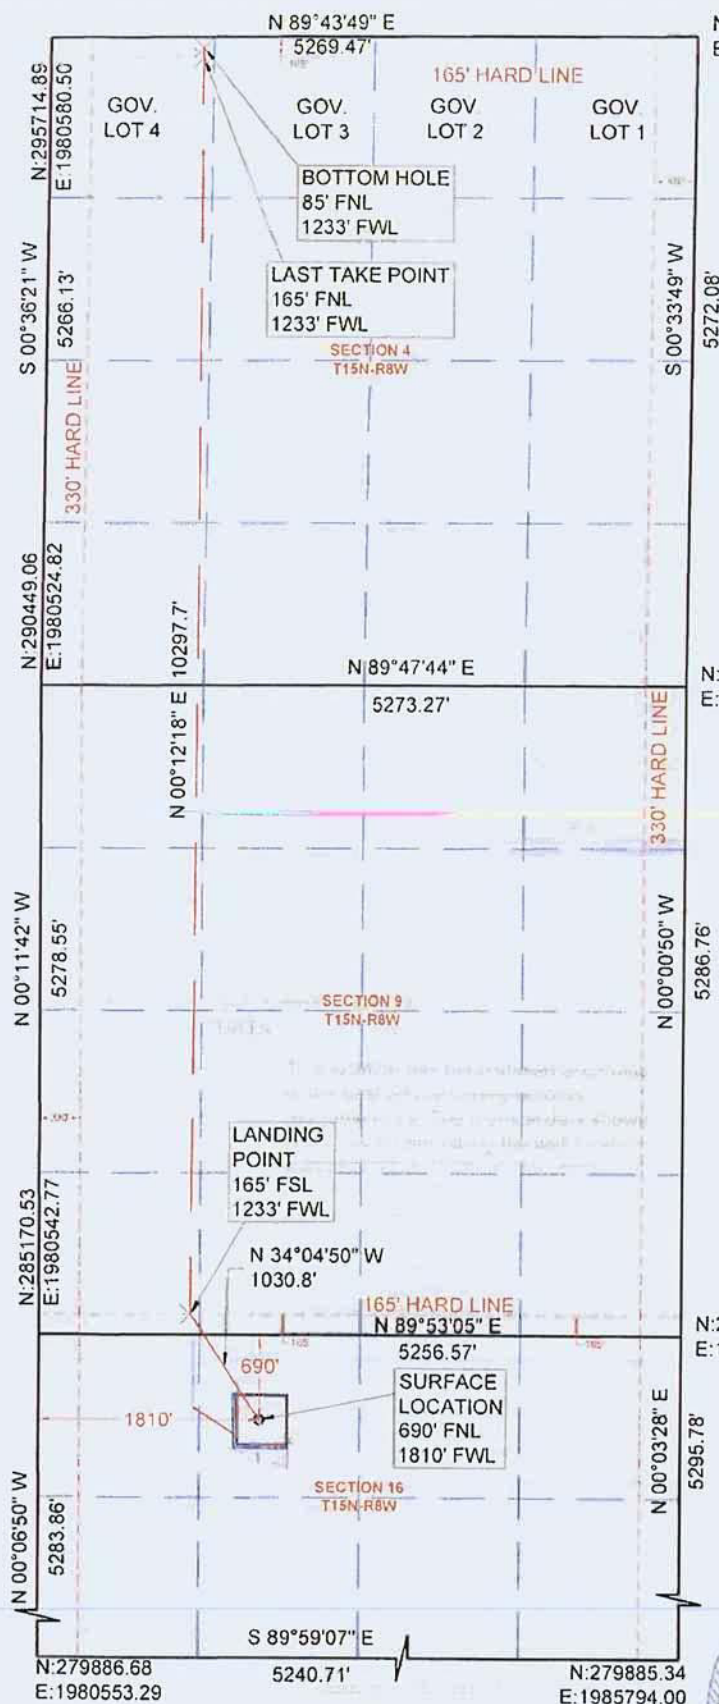 N 89°43'49" E
5269.47'
N
E
N:295714.89
E:1980580.50
165' HARD LINE
GOV.
LOT 4
GOV.
LOT 3
GOV.
LOT 2
GOV.
LOT 1
BOTTOM HOLE
85' FNL
1233' FWL
LAST TAKE POINT
165' FNL
1233' FWL
S 00°36'21" W
5266.13'
S 00°33'49" W
5272.08'
SECTION 4
T15N-R8W
330' HARD LINE
N:290449.06
E:1980524.82
N 00°12'18" E 10297.7'
N 89°47'44" E
5273.27'
N:
E:
330' HARD LINE
N 00°11'42" W
5278.55'
N 00°00'50" W
5286.76'
SECTION 9
T15N-R8W
LANDING
POINT
165' FSL
1233' FWL
N:285170.53
E:1980542.77
N 34°04'50" W
1030.8'
165' HARD LINE
N 89°53'05" E
5256.57'
N:2
E:1
165'
165'
690'
1810'
SURFACE
LOCATION
690' FNL
1810' FWL
SECTION 16
T15N-R8W
N 00°06'50" W
5283.86'
N 00°03'28" E
5295.78'
S 89°59'07" E
5240.71'
N:279886.68
E:1980553.29
N:279885.34
E:1985794.00